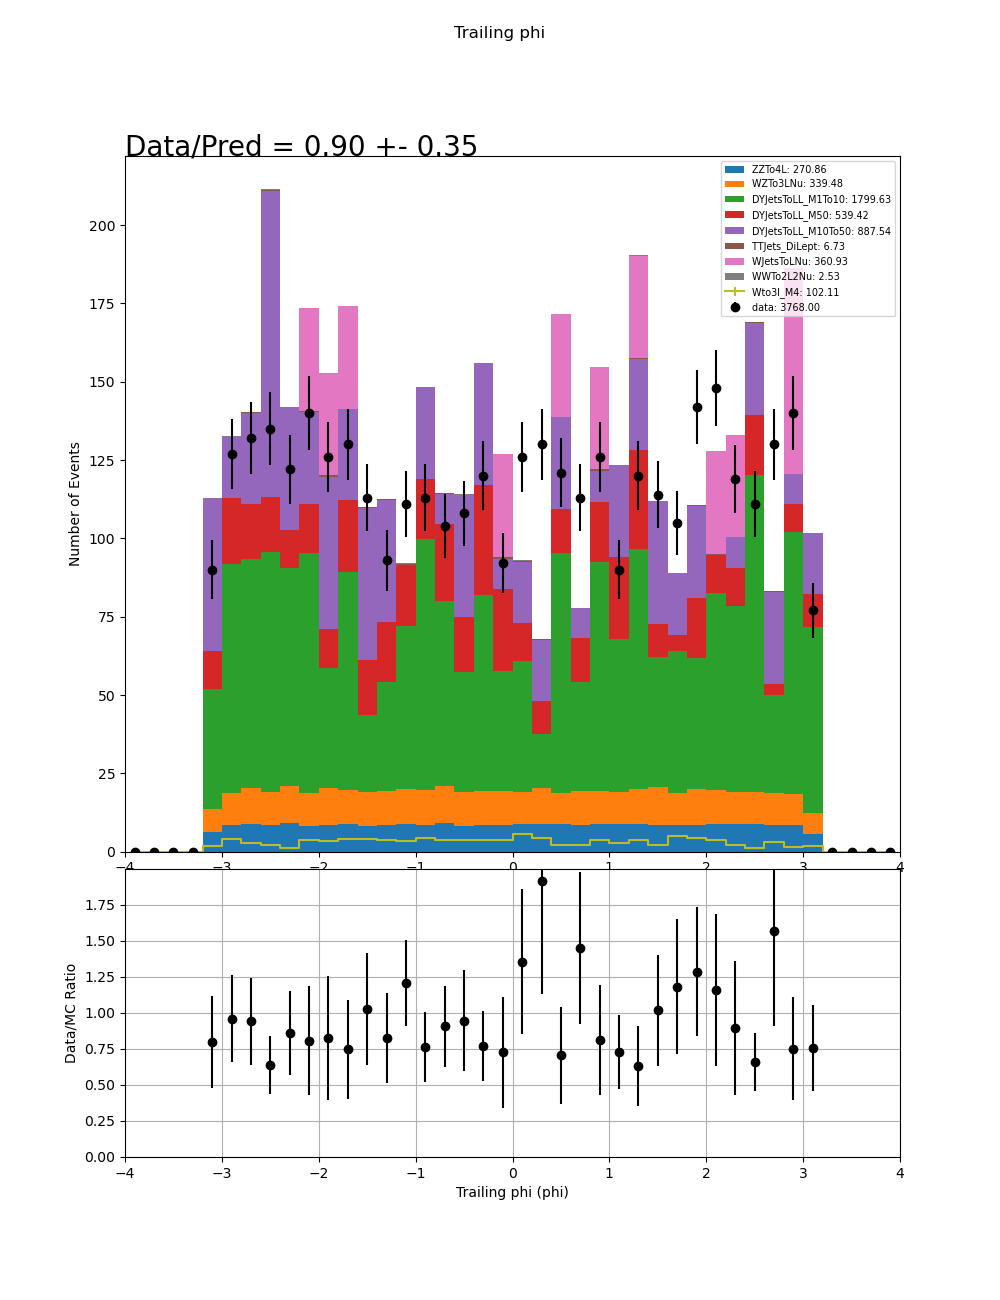 Trailing phi
Data/Pred = 0.90 +- 0.35
ZZTo4L: 270.86
WZTo3LNu: 339.48
DYJetsToLL_M1To10: 1799.63
DYJetsToLL_M50: 539.42
DYJetsToLL_M10To50: 887.54
TTJets_DiLept: 6.73
WJetsToLNu: 360.93
WWTo2L2Nu: 2.53
Wto3l_M4: 102.11
data: 3768.00
Number of Events
200
175
150
125
100
75
50
25
0
−4 −3 −2 −1 0 1 2 3 4
Data/MC Ratio
1.75
1.50
1.25
1.00
0.75
0.50
0.25
0.00
−4 −3 −2 −1 0 1 2 3 4
Trailing phi (phi)